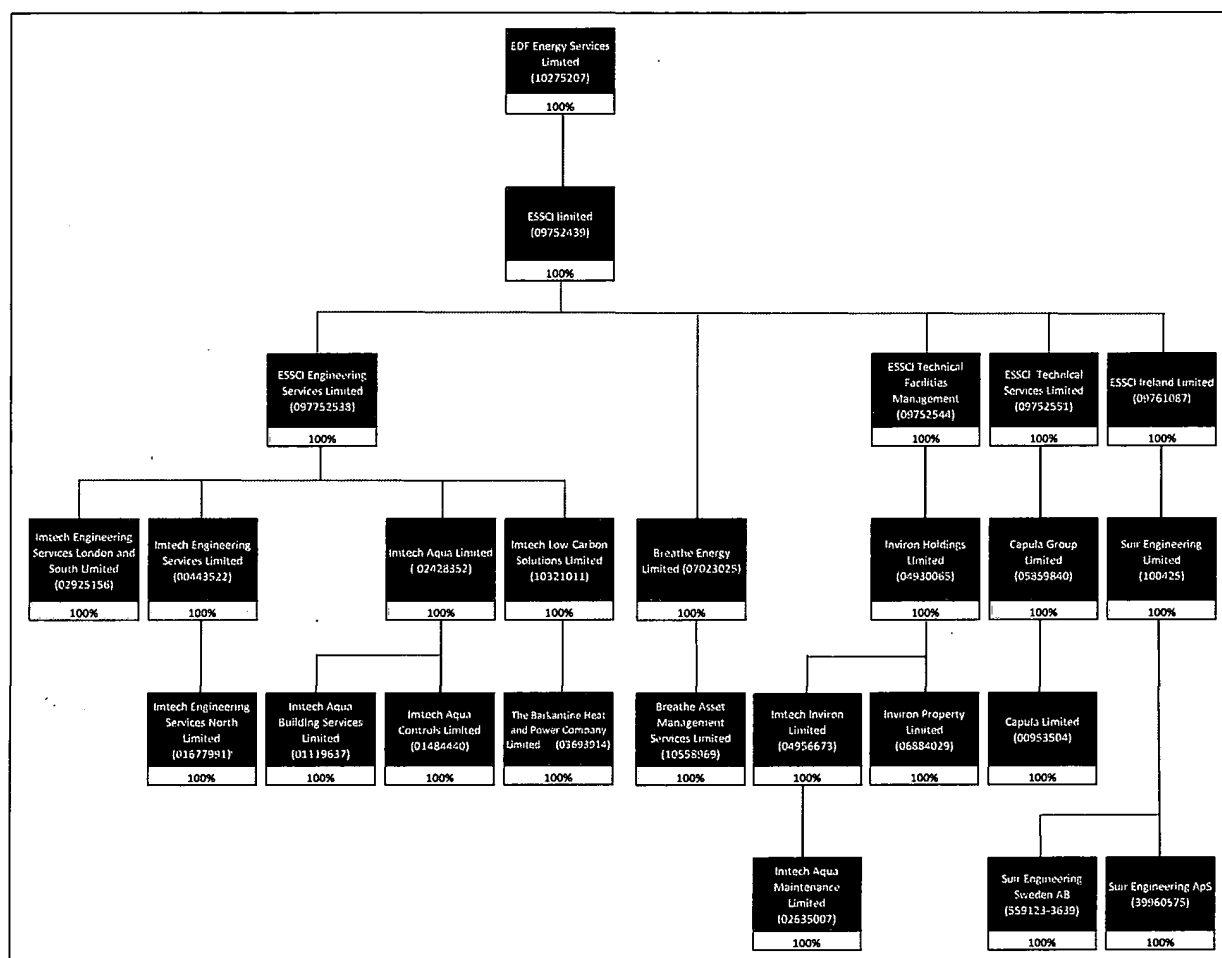 EDF Energy Services
Limited
(10275207)
100%
ESSCI limited
(09752439)
100%
ESSCI Engineering
Services Limited
(097752538)
100%
ESSCI Technical
Facilities
Management
(09752544)
100%
ESSCI Technical
Services Limited
(09752551)
100%
ESSCI Ireland Limited
(09761087)
100%
Imtech Engineering
Services London and
South Limited
(02925156)
100%
Imtech Engineering
Services Limited
(00443522)
100%
Imtech Aqua Limited
( 02428352)
100%
Imtech Low Carbon
Solutions Limited
(10321011)
100%
Breathe Energy
Limited (07023025)
100%
Inviron Holdings
Limited
(04930065)
100%
Capula Group
Limited
(05859840)
100%
Suir Engineering
Limited
(100425)
100%
Imtech Engineering
Services North
Limited
(01677991)
100%
Imtech Aqua
Building Services
Limited
(01119637)
100%
Imtech Aqua
Controls Limited
(01484440)
100%
The Barkantine Heat
and Power Company
Limited (03693914)
100%
Breathe Asset
Management
Services Limited
(10558969)
100%
Imtech Inviron
Limited
(04956673)
100%
Inviron Property
Limited
(06884029)
100%
Capula Limited
(00953504)
100%
Imtech Aqua
Maintenance
Limited
(02635007)
100%
Suir Engineering
Sweden AB
(559123-3639)
100%
Suir Engineering ApS
(39960575)
100%